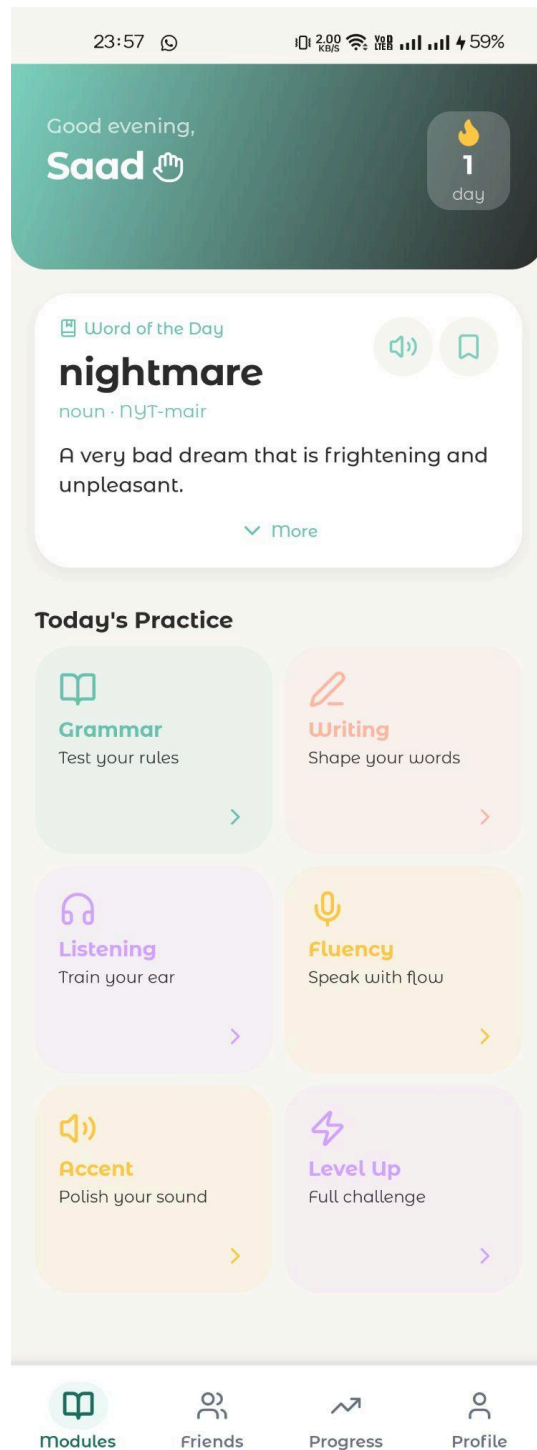 23:57 2.00 KB/S VoD LTED 59%
Good evening,
Saad
1
day
Word of the Day
nightmare
noun · NYT-mair
A very bad dream that is frightening and
unpleasant.
More
Today's Practice
Grammar
Test your rules
Writing
Shape your words
Listening
Train your ear
Fluency
Speak with flow
Accent
Polish your sound
Level Up
Full challenge
Modules Friends Progress Profile